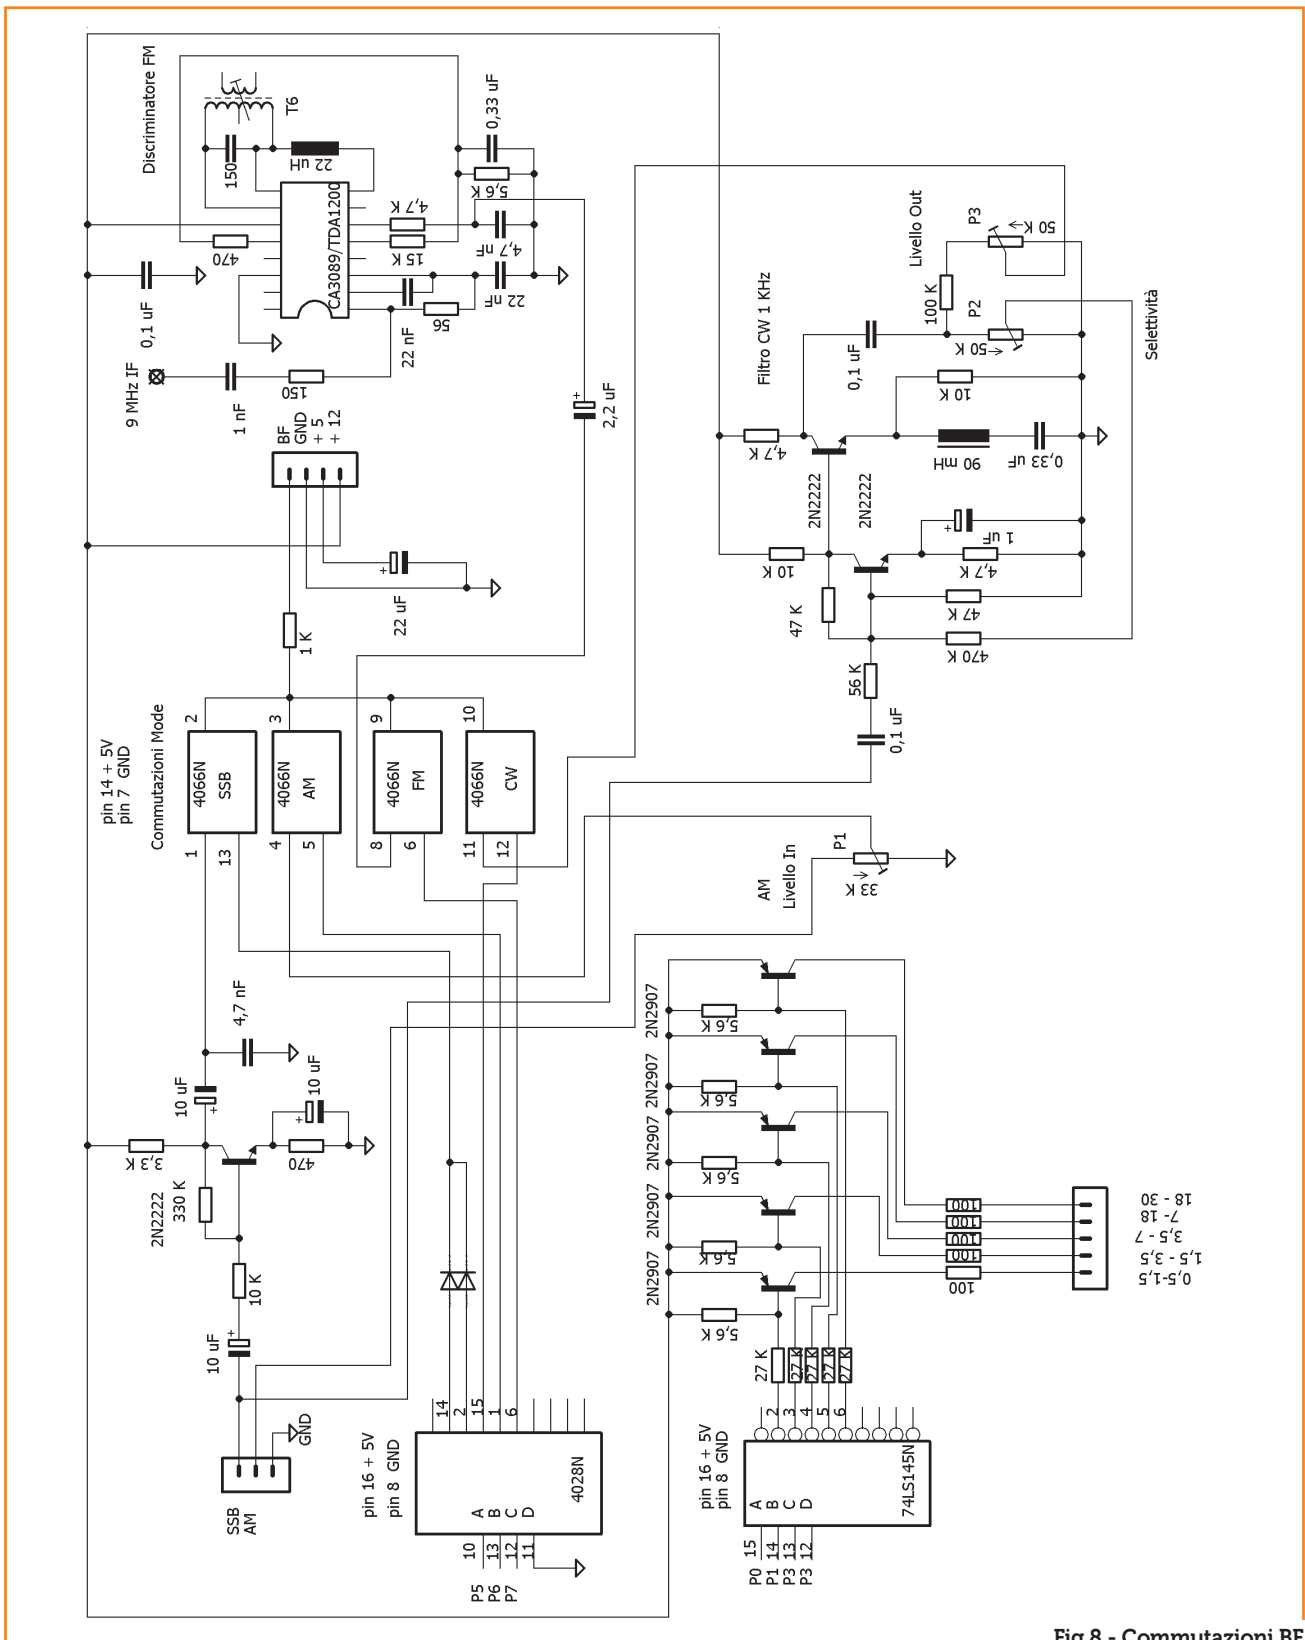 Discriminatore FM
T6
150
22 uH
0,33 uF
5,6 K
CA3089/TDA1200
4,7 K
15 K
4,7 nF
470
22 nF
56
22 nF
0,1 uF
9 MHz IF
1 nF
150
2,2 uF
BF
GND
+ 5
+ 12
22 uF
1 K
Livello Out
P3
50 K
100 K
P2
50 K
Selettività
Filtro CW 1 KHz
0,1 uF
10 K
4,7 K
90 mH
0,33 uF
2N2222
2N2222
1 uF
10 K
4,7 K
47 K
47 K
470 K
56 K
0,1 uF
pin 14 + 5V
pin 7 GND
Commutazioni Mode
2
3
9
10
4066N
SSB
4066N
AM
4066N
FM
4066N
CW
1
13
4
5
8
6
11
12
AM
Livello In
P1
33 K
4,7 nF
10 uF
+
10 uF
+
3,3 K
470
2N2222
330 K
10 K
10 uF
+
GND
SSB
AM
pin 16 + 5V
pin 8 GND
14
2
15
1
6
4028N
A
B
C
D
10
13
12
11
P5
P6
P7
2N2907
5,6 K
2N2907
5,6 K
2N2907
5,6 K
2N2907
5,6 K
2N2907
5,6 K
27 K
27 K
27 K
27 K
27 K
100
100
100
100
100
18 - 30
7- 18
3,5 - 7
1,5 - 3,5
0,5-1,5
pin 16 + 5V
pin 8 GND
2
3
4
5
6
74LS145N
A
B
C
D
15
14
13
12
P0
P1
P3
P3
Fig 8 - Commutazioni BF